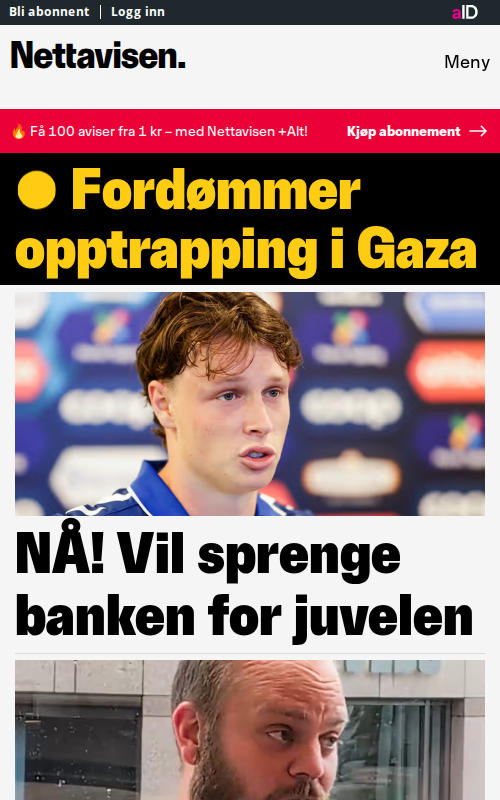 Bli abonnent | Logg inn
aID
Nettavisen.
Meny
🔥 Få 100 aviser fra 1 kr – med Nettavisen +Alt!
Kjøp abonnement →
Fordømmer
opptrapping i Gaza
NÅ! Vil sprenge
banken for juvelen